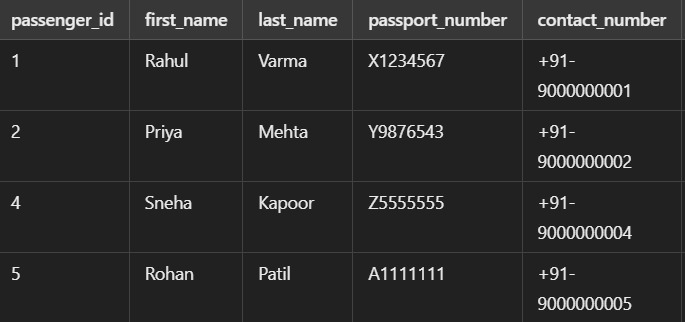 passenger_id first_name last_name passport_number contact_number
1 Rahul Varma X1234567 +91-
9000000001
2 Priya Mehta Y9876543 +91-
9000000002
4 Sneha Kapoor Z5555555 +91-
9000000004
5 Rohan Patil A1111111 +91-
9000000005